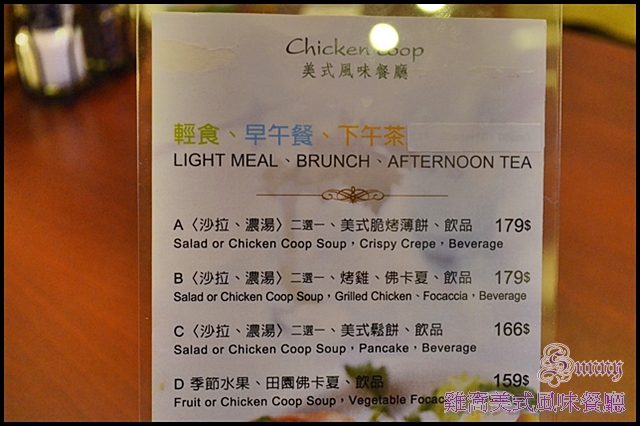 Chicken Coop
美式風味餐廳
輕食、早午餐、下午茶
LIGHT MEAL、BRUNCH、AFTERNOON TEA
A〈沙拉、濃湯〉二選一、美式脆烤薄餅、飲品 179$
Salad or Chicken Coop Soup，Crispy Crepe，Beverage
B〈沙拉、濃湯〉二選一、烤雞、佛卡夏、飲品 179$
Salad or Chicken Coop Soup，Grilled Chicken、Focaccia，Beverage
C〈沙拉、濃湯〉二選一、美式鬆餅、飲品 166$
Salad or Chicken Coop Soup，Pancake，Beverage
D 季節水果、田園佛卡夏、飲品 159$
Fruit or Chicken Coop Soup，Vegetable Focac
Sunny
雞窩美式風味餐廳